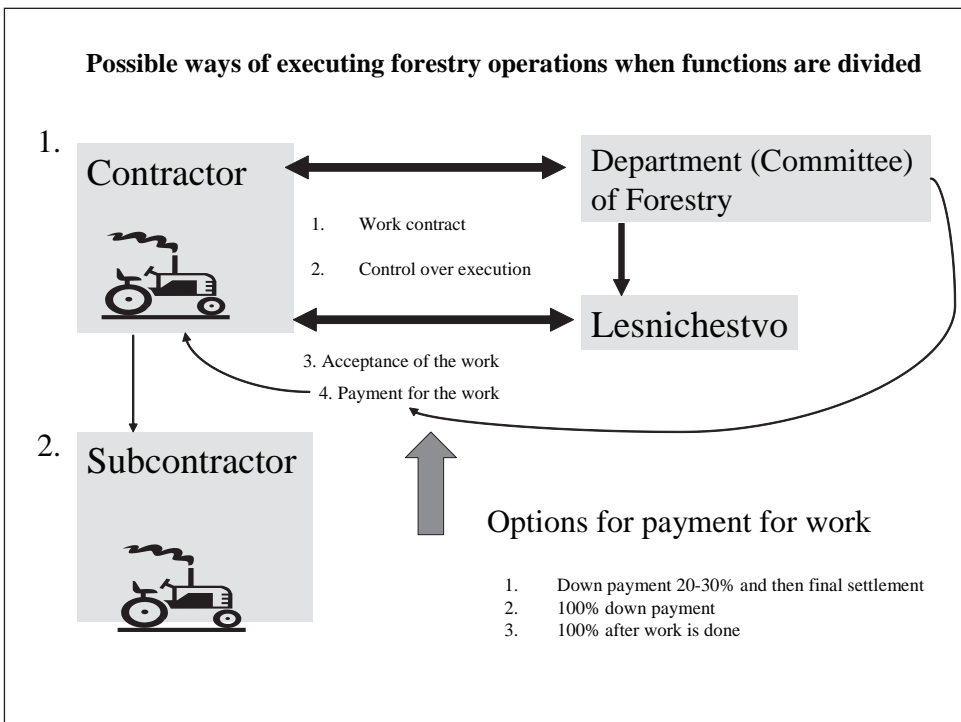 Possible ways of executing forestry operations when functions are divided
1.
Contractor
Department (Committee)
of Forestry
1. Work contract
2. Control over execution
Lesnichestvo
3. Acceptance of the work
4. Payment for the work
2.
Subcontractor
Options for payment for work
1. Down payment 20-30% and then final settlement
2. 100% down payment
3. 100% after work is done